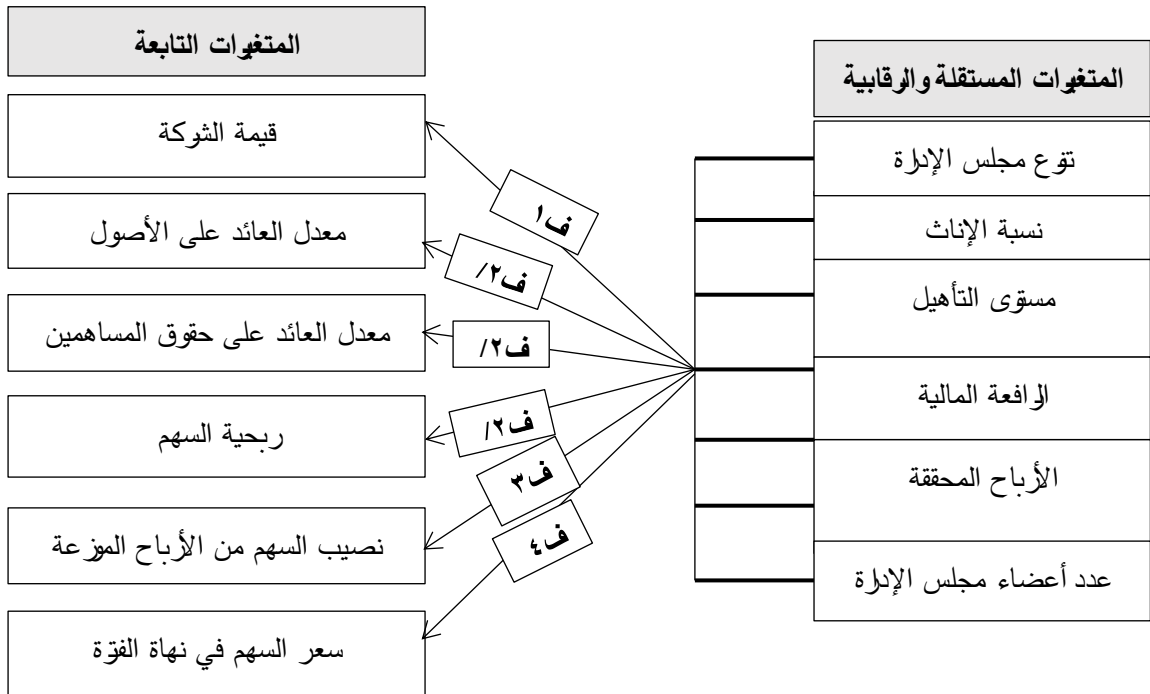 المتغيرات المستقلة والرقابية
تنوع مجلس الإدارة
نسبة الإناث
مستوى التأهيل
الرافعة المالية
الأرباح المحققة
عدد أعضاء مجلس الإدارة
ف١
ف٢/
ف٢/
ف٢/
ف٣
ف٤
المتغيرات التابعة
قيمة الشركة
معدل العائد على الأصول
معدل العائد على حقوق المساهمين
ربحية السهم
نصيب السهم من الأرباح الموزعة
سعر السهم في نهاة الفترة